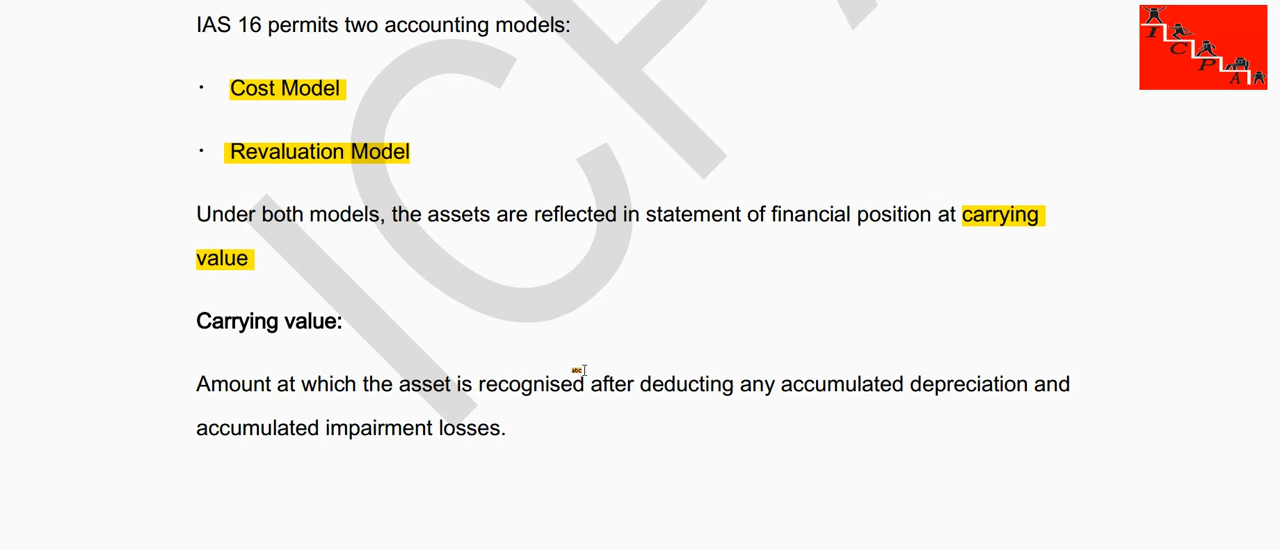 IAS 16 permits two accounting models:
· Cost Model
· Revaluation Model
Under both models, the assets are reflected in statement of financial position at carrying
value
Carrying value:
Amount at which the asset is recognised after deducting any accumulated depreciation and
accumulated impairment losses.
ICPA
I
C
P
A